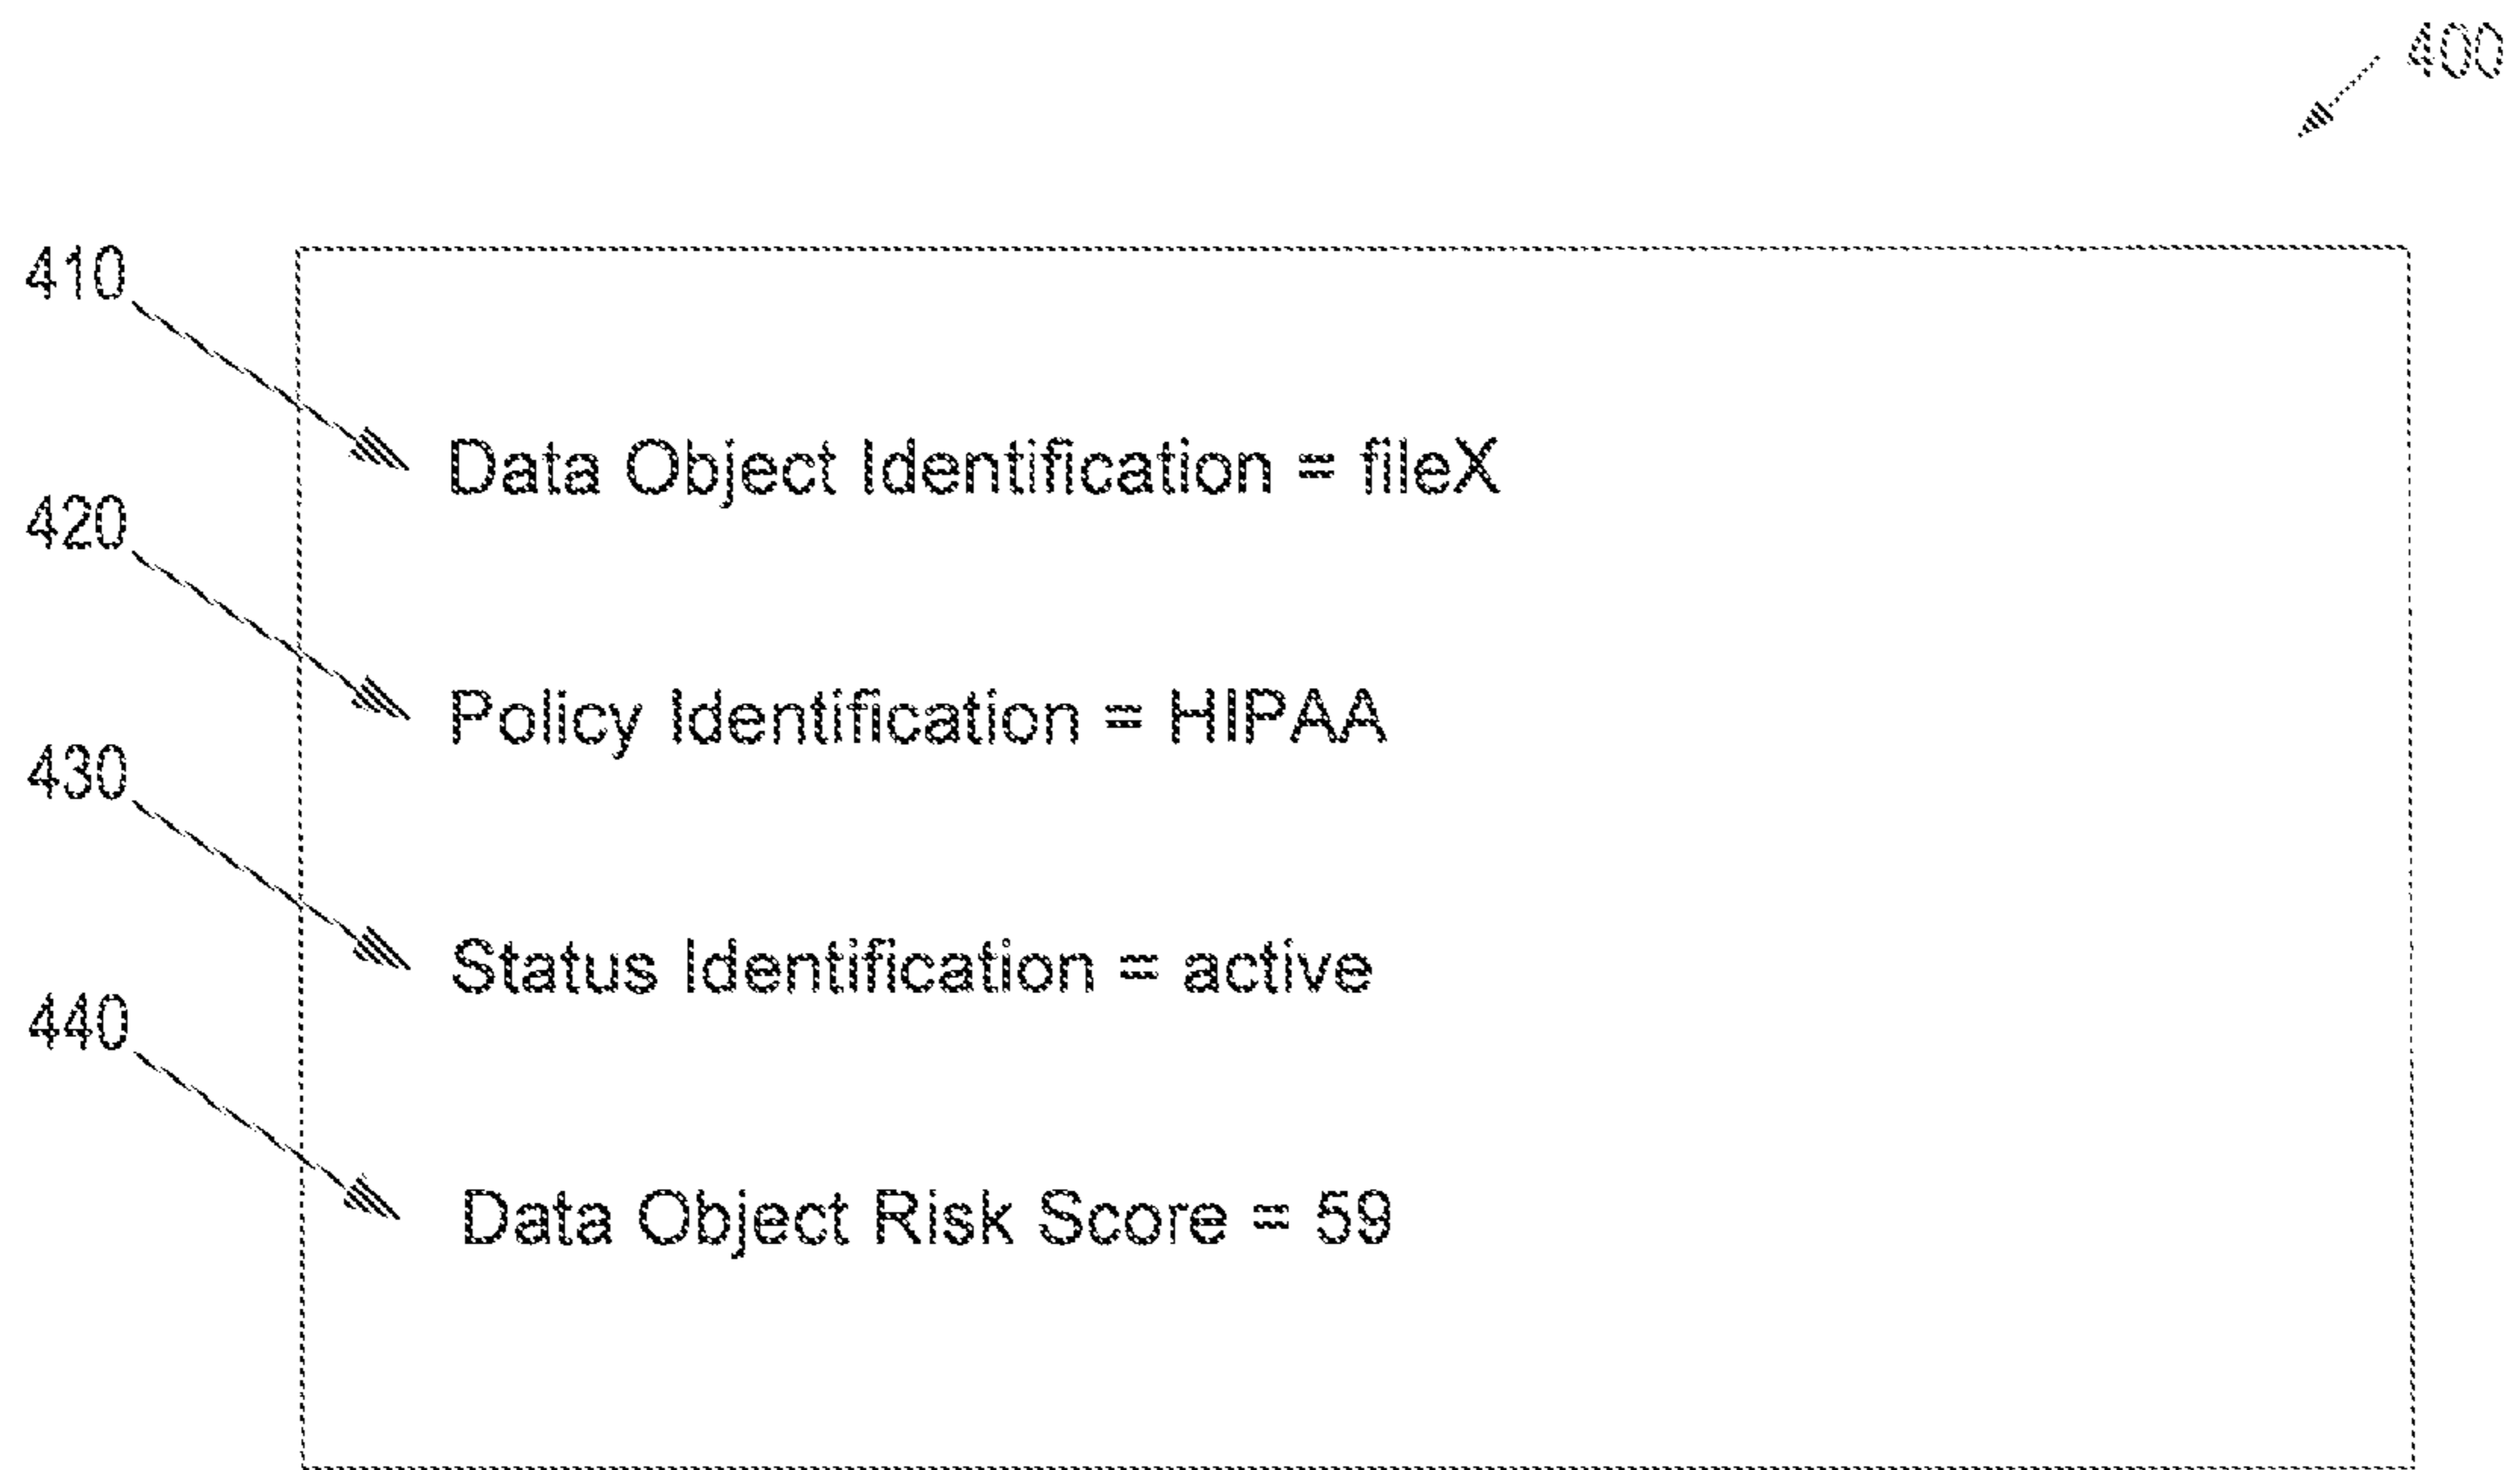 400
410
Data Object Identification = fileX
420
Policy Identification = HIPAA
430
Status Identification = active
440
Data Object Risk Score = 59